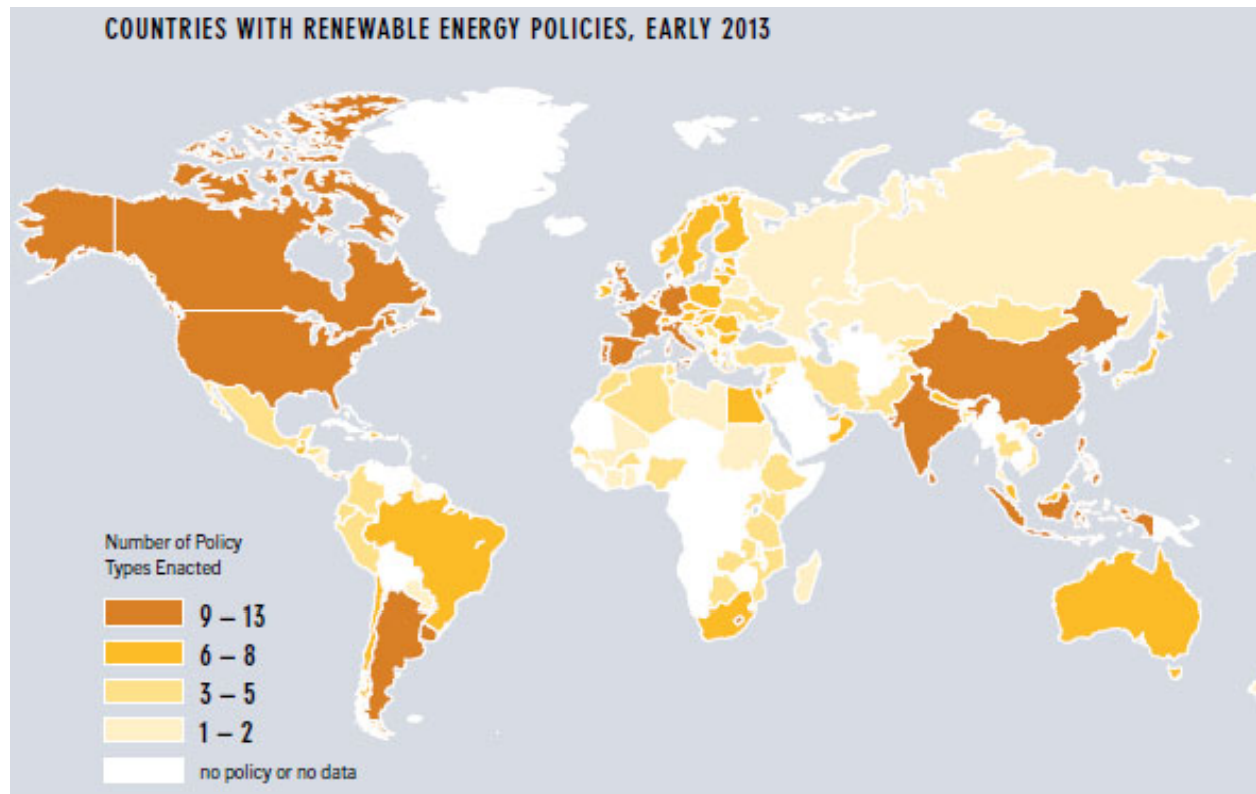 COUNTRIES WITH RENEWABLE ENERGY POLICIES, EARLY 2013
Number of Policy
Types Enacted
9 – 13
6 – 8
3 – 5
1 – 2
no policy or no data